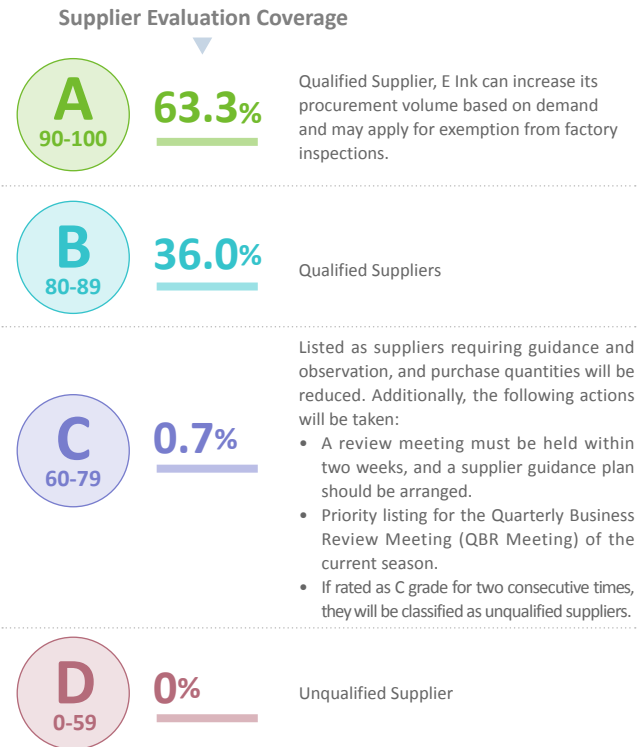 Supplier Evaluation Coverage
A
90-100
63.3%
Qualified Supplier, E Ink can increase its
procurement volume based on demand
and may apply for exemption from factory
inspections.
B
80-89
36.0%
Qualified Suppliers
C
60-79
0.7%
Listed as suppliers requiring guidance and
observation, and purchase quantities will be
reduced. Additionally, the following actions
will be taken:
• A review meeting must be held within
two weeks, and a supplier guidance plan
should be arranged.
• Priority listing for the Quarterly Business
Review Meeting (QBR Meeting) of the
current season.
• If rated as C grade for two consecutive times,
they will be classified as unqualified suppliers.
D
0-59
0%
Unqualified Supplier